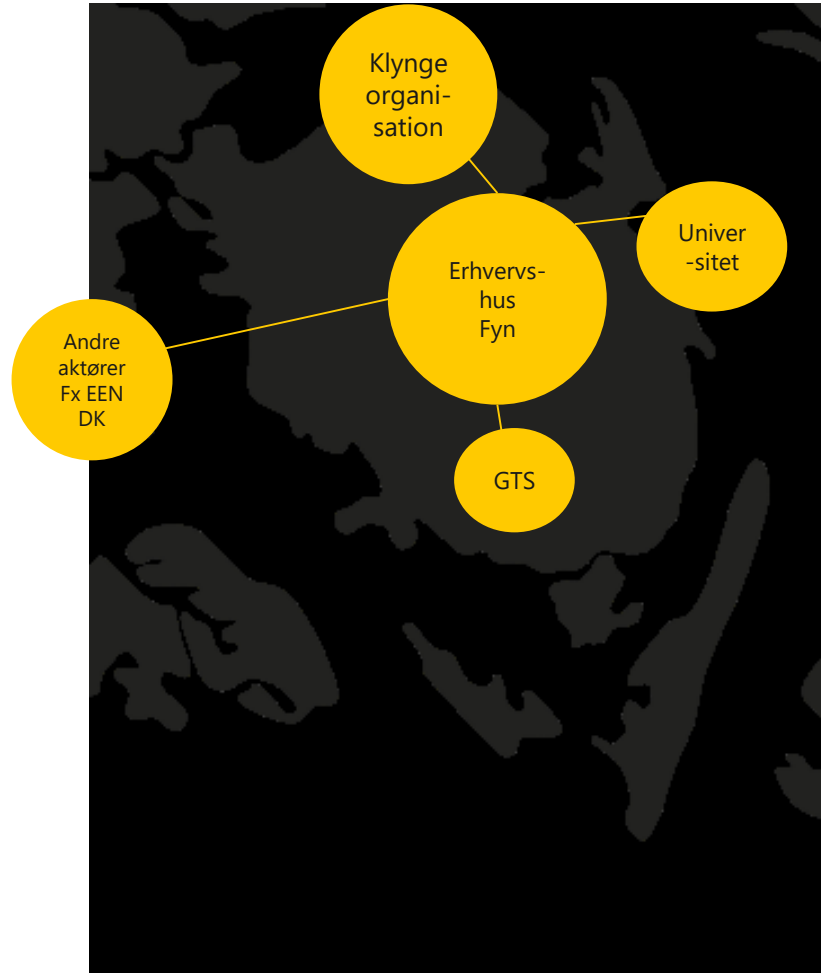 Klynge
organi-
sation
Univer
-sitet
Erhvervs-
hus
Fyn
Andre
aktører
Fx EEN
DK
GTS